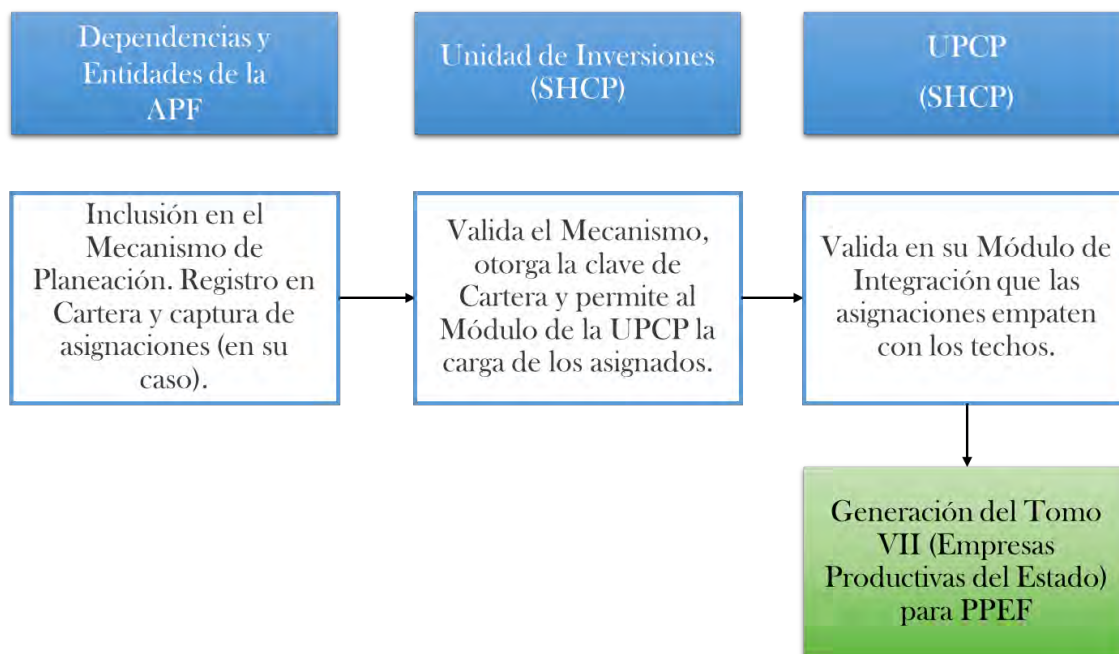 Dependencias y
Entidades de la
APF
Unidad de Inversiones
(SHCP)
UPCP
(SHCP)
Inclusión en el
Mecanismo de
Planeación. Registro en
Cartera y captura de
asignaciones (en su
caso).
Valida el Mecanismo,
otorga la clave de
Cartera y permite al
Módulo de la UPCP la
carga de los asignados.
Valida en su Módulo de
Integración que las
asignaciones empaten
con los techos.
Generación del Tomo
VII (Empresas
Productivas del Estado)
para PPEF